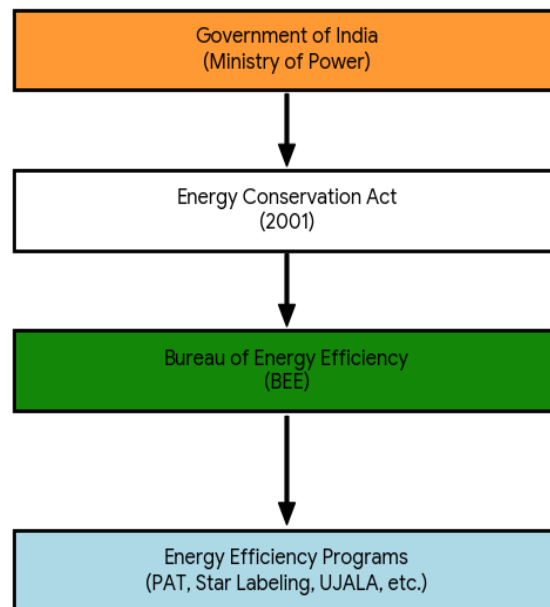 Government of India
(Ministry of Power)
Energy Conservation Act
(2001)
Bureau of Energy Efficiency
(BEE)
Energy Efficiency Programs
(PAT, Star Labeling, UJALA, etc.)